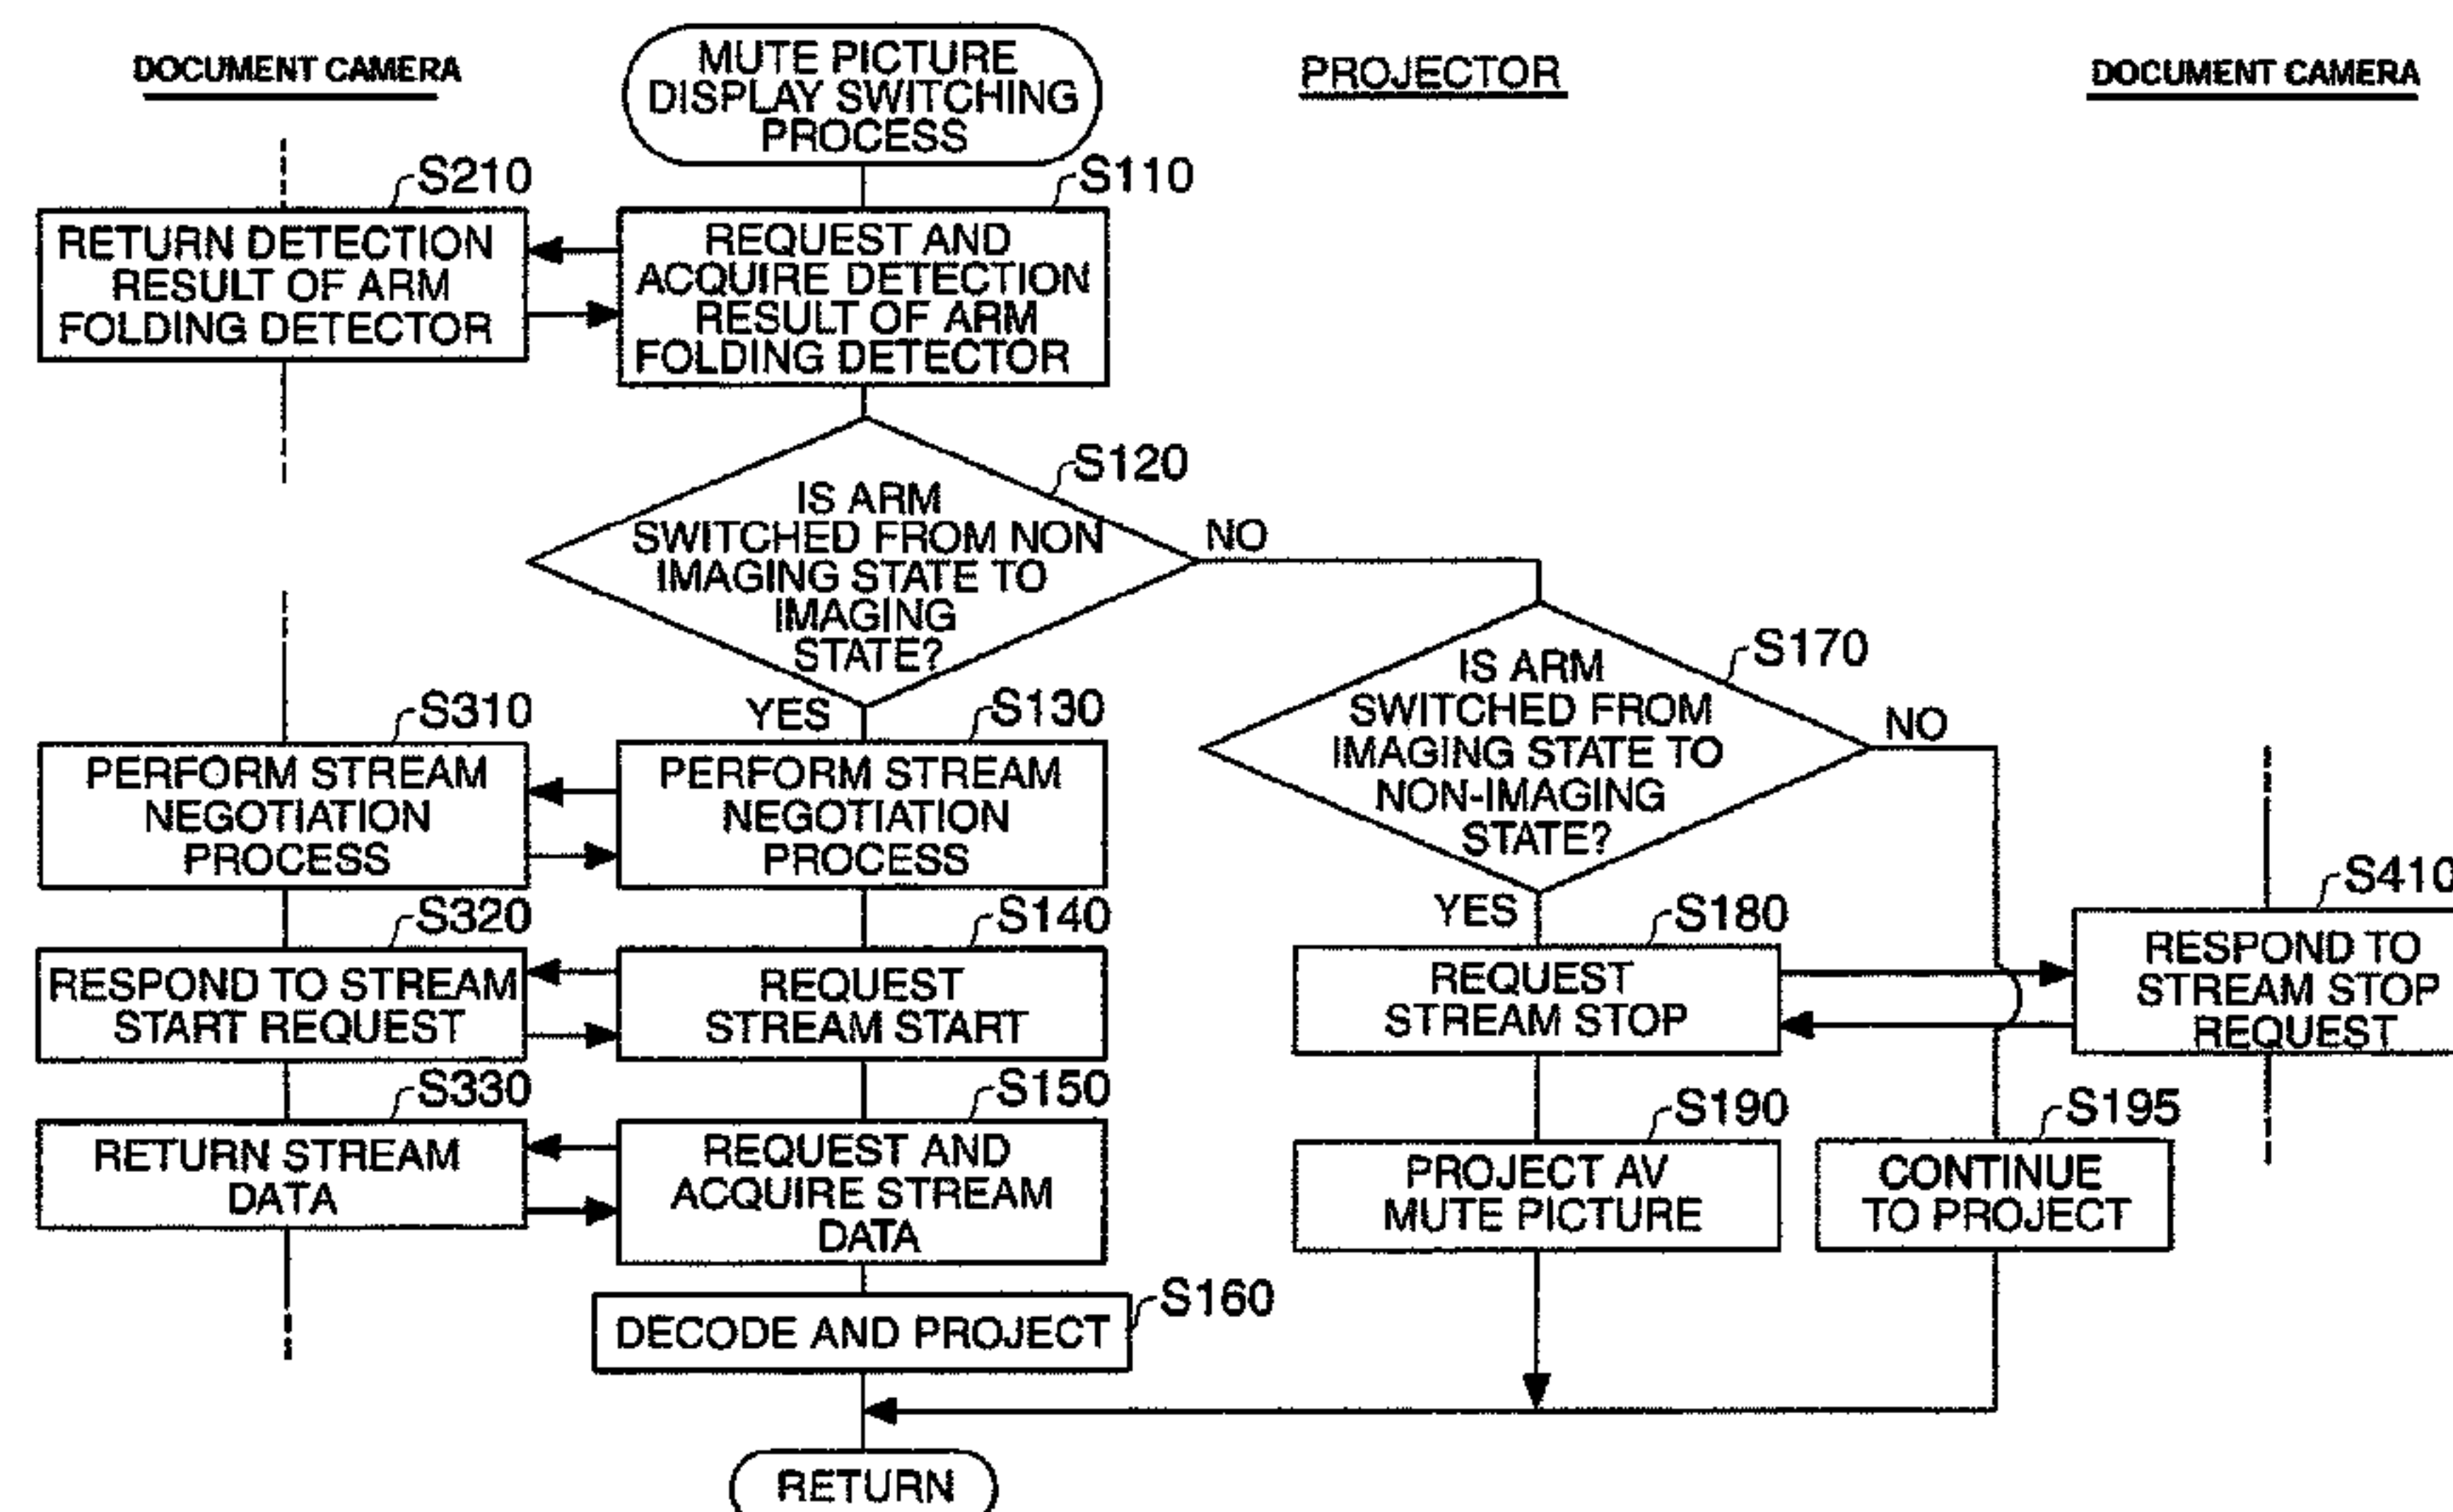 DOCUMENT CAMERA
MUTE PICTURE
DISPLAY SWITCHING
PROCESS
PROJECTOR
DOCUMENT CAMERA
S210
RETURN DETECTION
RESULT OF ARM
FOLDING DETECTOR
S110
REQUEST AND
ACQUIRE DETECTION
RESULT OF ARM
FOLDING DETECTOR
S120
IS ARM
SWITCHED FROM NON
IMAGING STATE TO
IMAGING
STATE?
NO
YES
S170
IS ARM
SWITCHED FROM
IMAGING STATE TO
NON-IMAGING
STATE?
NO
YES
S310
PERFORM STREAM
NEGOTIATION
PROCESS
S130
PERFORM STREAM
NEGOTIATION
PROCESS
S320
RESPOND TO STREAM
START REQUEST
S140
REQUEST
STREAM START
S180
REQUEST
STREAM STOP
S410
RESPOND TO
STREAM STOP
REQUEST
S330
RETURN STREAM
DATA
S150
REQUEST AND
ACQUIRE STREAM
DATA
S190
PROJECT AV
MUTE PICTURE
S195
CONTINUE
TO PROJECT
S160
DECODE AND PROJECT
RETURN